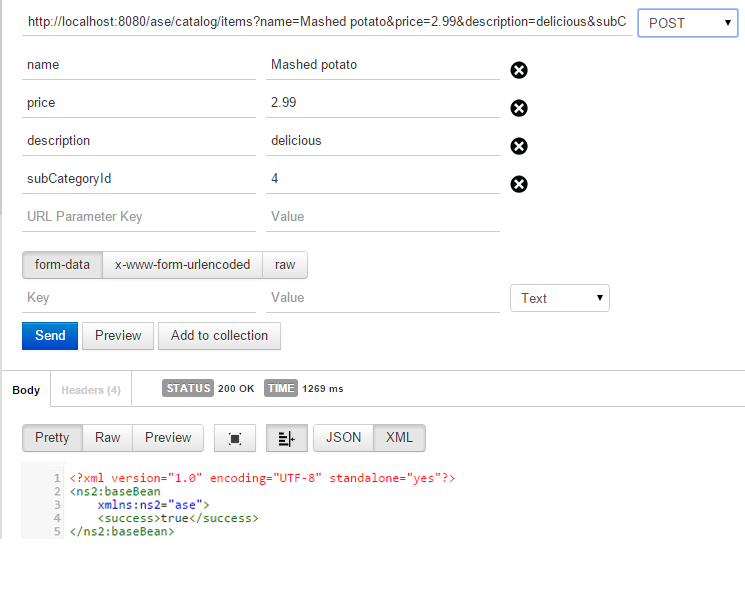 http://localhost:8080/ase/catalog/items?name=Mashed potato&price=2.99&description=delicious&subC POST
name Mashed potato
price 2.99
description delicious
subCategoryId 4
URL Parameter Key Value
form-data x-www-form-urlencoded raw
Key Value Text
Send Preview Add to collection
Body Headers (4) STATUS 200 OK TIME 1269 ms
Pretty Raw Preview JSON XML
1 <?xml version="1.0" encoding="UTF-8" standalone="yes"?>
2 <ns2:baseBean
3 xmlns:ns2="ase">
4 <success>true</success>
5 </ns2:baseBean>